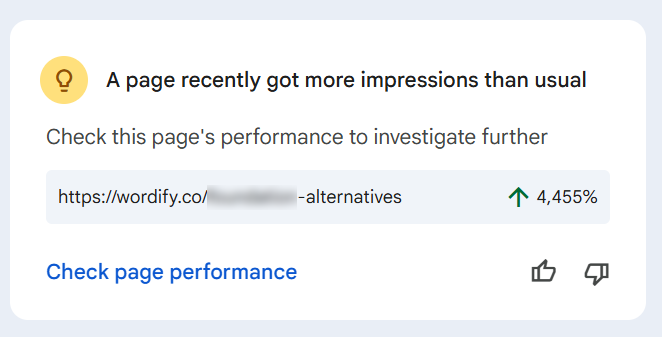 A page recently got more impressions than usual
Check this page's performance to investigate further
https://wordify.co/ -alternatives 4,455%
Check page performance